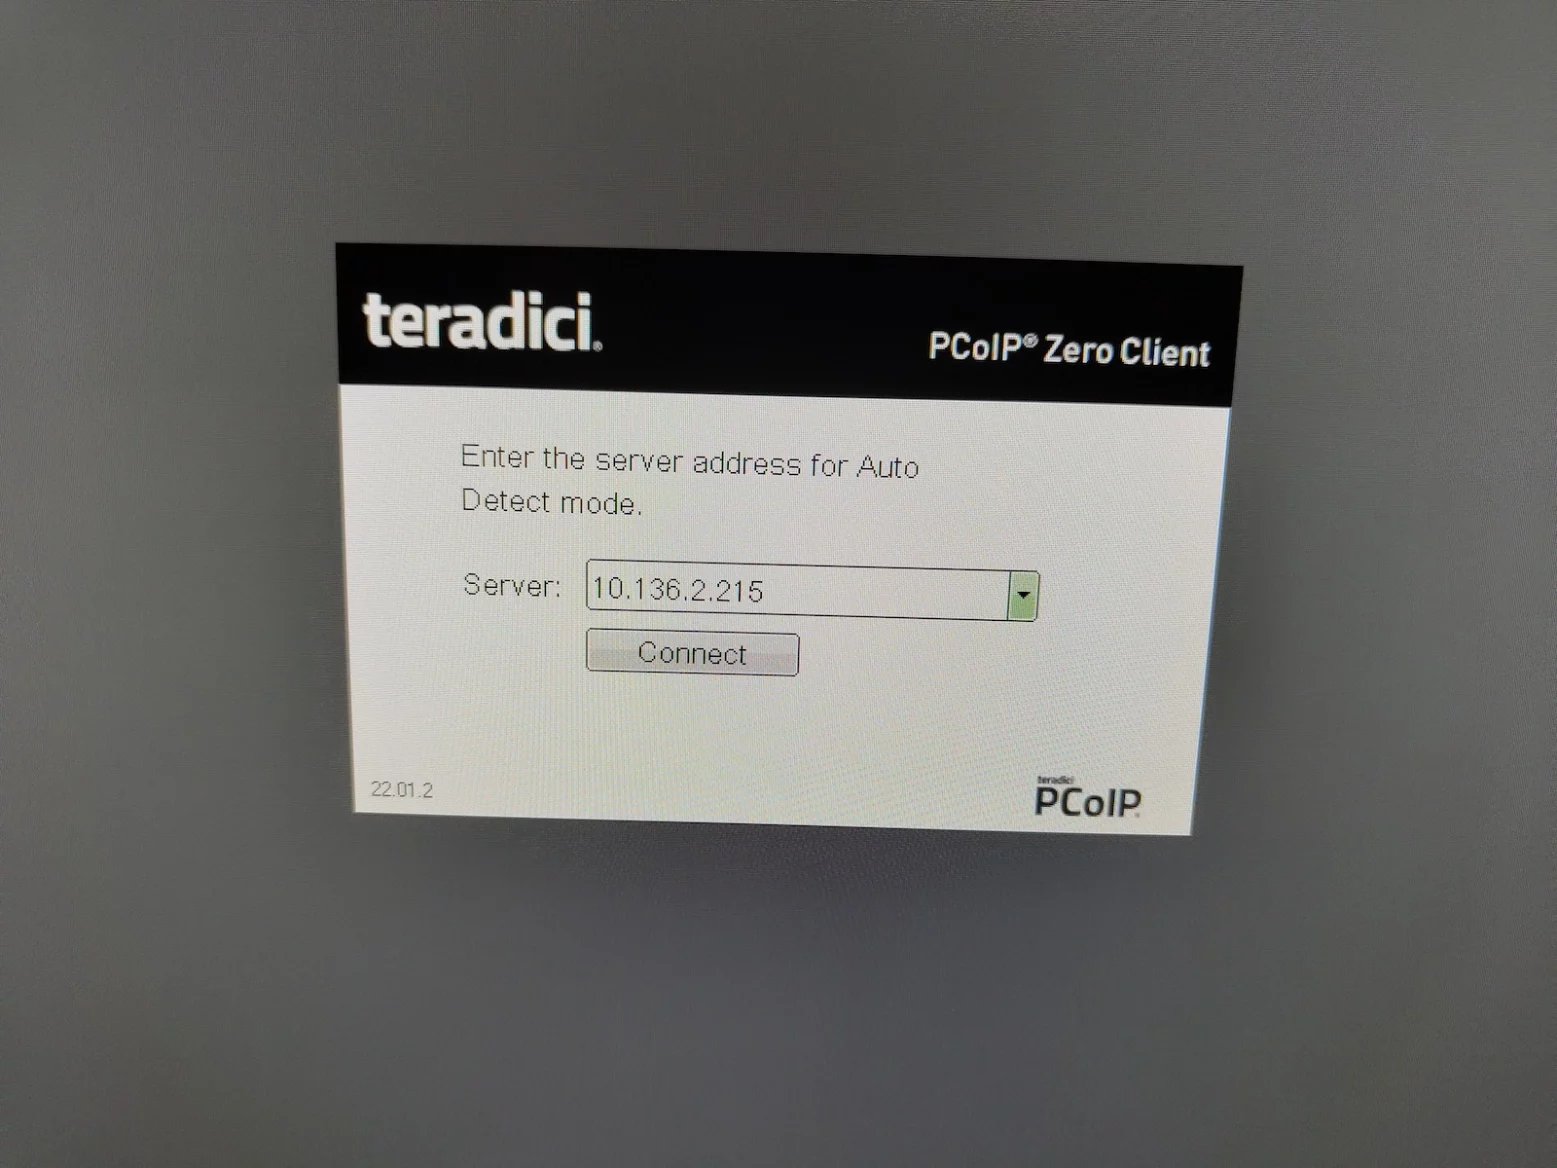 teradici®
PCoIP® Zero Client
Enter the server address for Auto
Detect mode.
Server: 10.136.2.215
Connect
22.01.2
teradici
PCoIP®